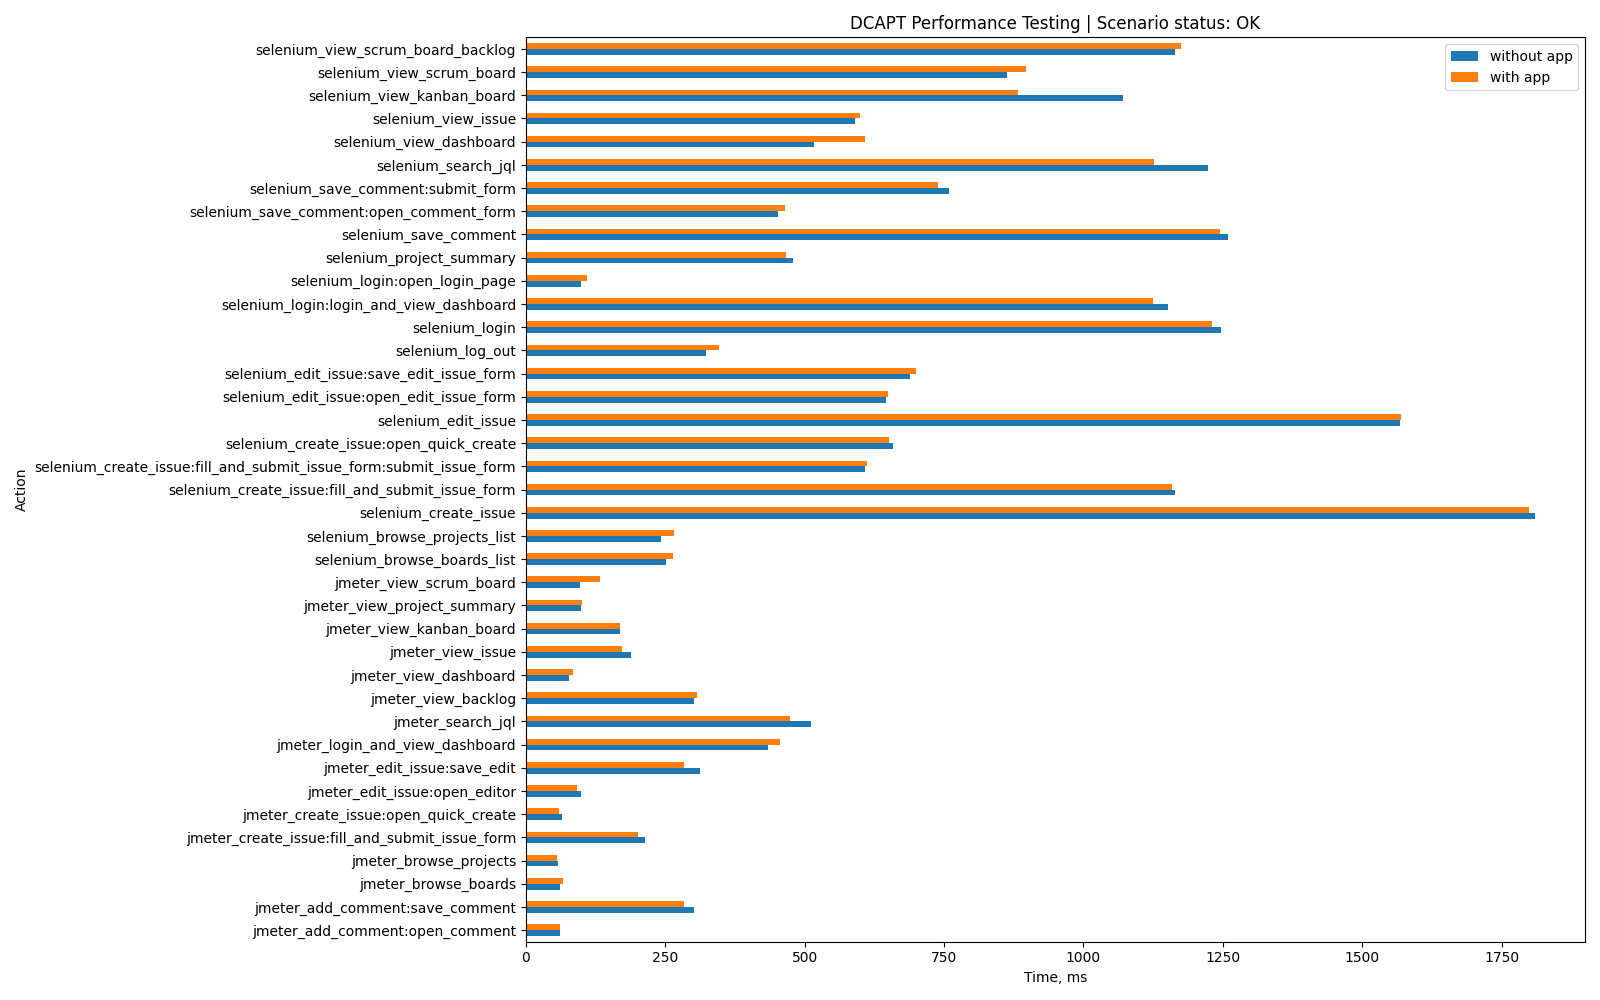 DCAPT Performance Testing | Scenario status: OK
without app
with app
selenium_view_scrum_board_backlog
selenium_view_scrum_board
selenium_view_kanban_board
selenium_view_issue
selenium_view_dashboard
selenium_search_jql
selenium_save_comment:submit_form
selenium_save_comment:open_comment_form
selenium_save_comment
selenium_project_summary
selenium_login:open_login_page
selenium_login:login_and_view_dashboard
selenium_login
selenium_log_out
selenium_edit_issue:save_edit_issue_form
selenium_edit_issue:open_edit_issue_form
selenium_edit_issue
selenium_create_issue:open_quick_create
selenium_create_issue:fill_and_submit_issue_form:submit_issue_form
selenium_create_issue:fill_and_submit_issue_form
selenium_create_issue
selenium_browse_projects_list
selenium_browse_boards_list
jmeter_view_scrum_board
jmeter_view_project_summary
jmeter_view_kanban_board
jmeter_view_issue
jmeter_view_dashboard
jmeter_view_backlog
jmeter_search_jql
jmeter_login_and_view_dashboard
jmeter_edit_issue:save_edit
jmeter_edit_issue:open_editor
jmeter_create_issue:open_quick_create
jmeter_create_issue:fill_and_submit_issue_form
jmeter_browse_projects
jmeter_browse_boards
jmeter_add_comment:save_comment
jmeter_add_comment:open_comment
Action
0 250 500 750 1000 1250 1500 1750
Time, ms